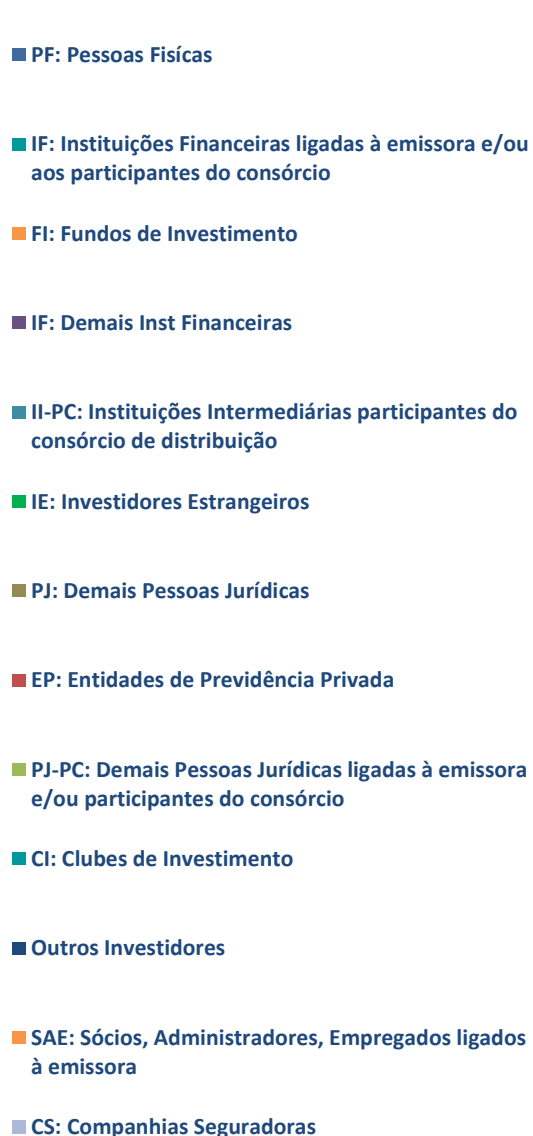 PF: Pessoas Fisícas
IF: Instituições Financeiras ligadas à emissora e/ou
aos participantes do consórcio
FI: Fundos de Investimento
IF: Demais Inst Financeiras
II-PC: Instituições Intermediárias participantes do
consórcio de distribuição
IE: Investidores Estrangeiros
PJ: Demais Pessoas Jurídicas
EP: Entidades de Previdência Privada
PJ-PC: Demais Pessoas Jurídicas ligadas à emissora
e/ou participantes do consórcio
CI: Clubes de Investimento
Outros Investidores
SAE: Sócios, Administradores, Empregados ligados
à emissora
CS: Companhias Seguradoras